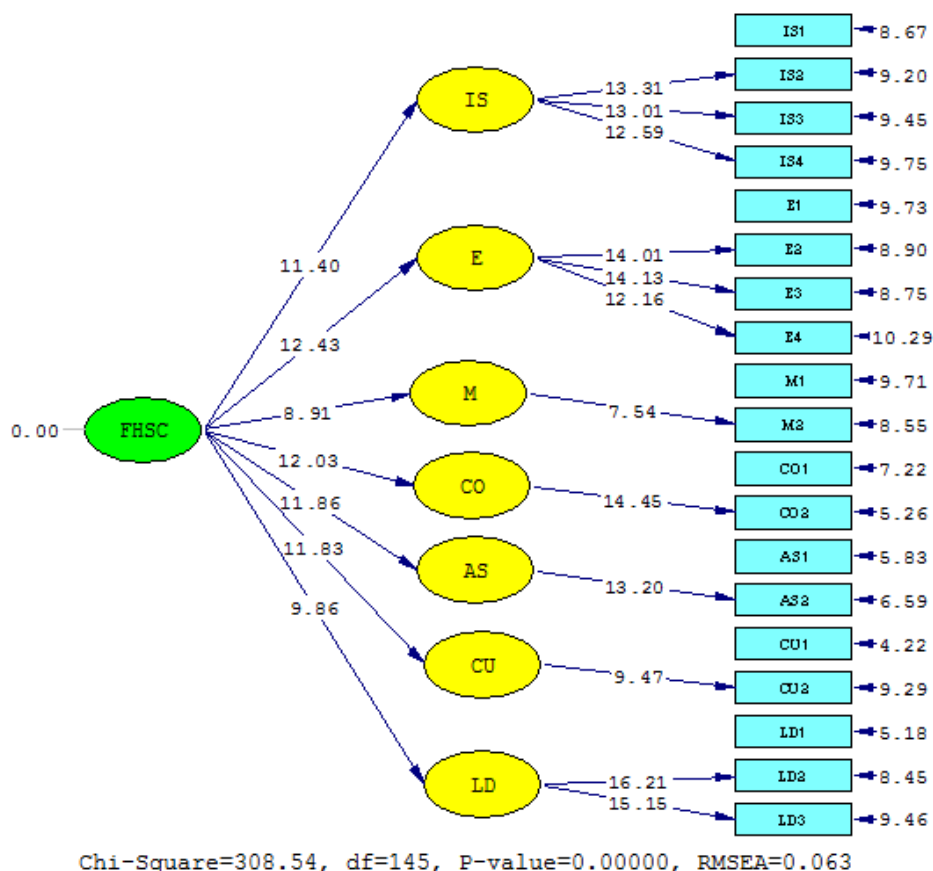 IS1 8.67
IS2 9.20
IS3 9.45
IS4 9.75
E1 9.73
E2 8.90
E3 8.75
E4 10.29
M1 9.71
M2 8.55
CO1 7.22
CO2 5.26
AS1 5.83
AS2 6.59
CU1 4.22
CU2 9.29
LD1 5.18
LD2 8.45
LD3 9.46
IS
13.31
13.01
12.59
E
14.01
14.13
12.16
M
7.54
CO
14.45
AS
13.20
CU
9.47
LD
16.21
15.15
11.40
12.43
8.91
12.03
11.86
11.83
9.86
0.00 FHSC
Chi-Square=308.54, df=145, P-value=0.00000, RMSEA=0.063